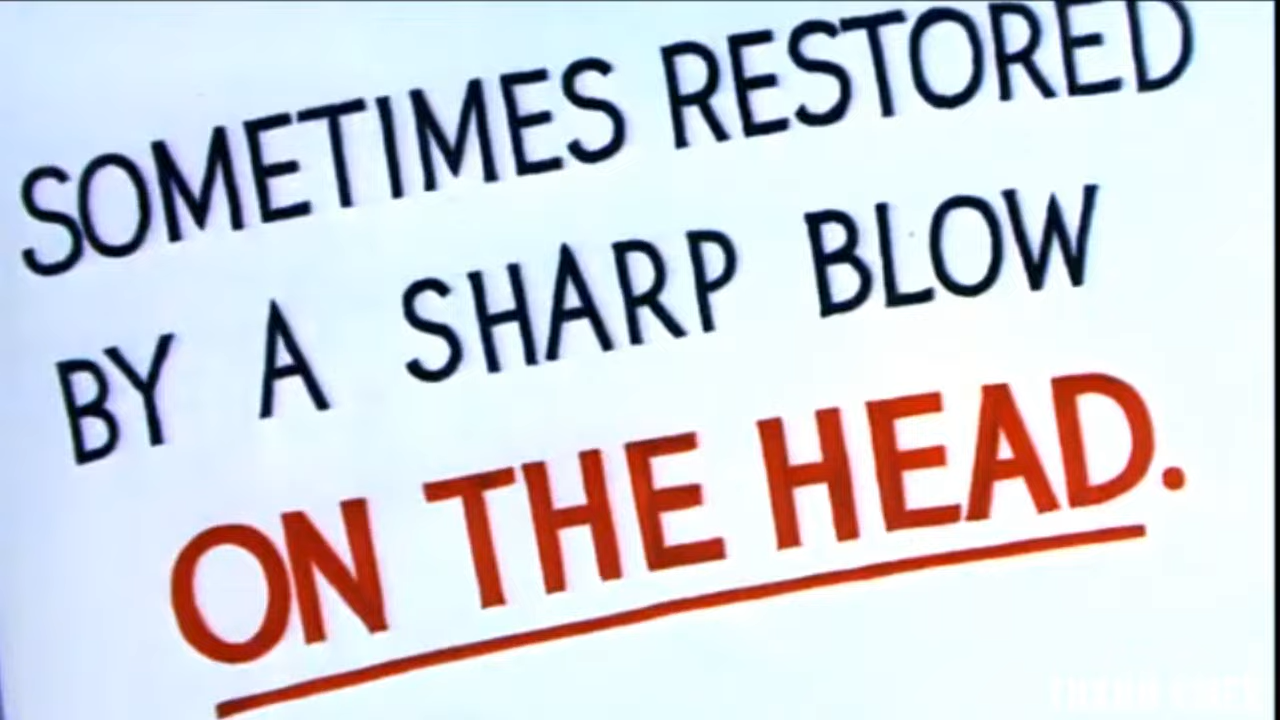 SOMETIMES RESTORED
BY A SHARP BLOW
ON THE HEAD.